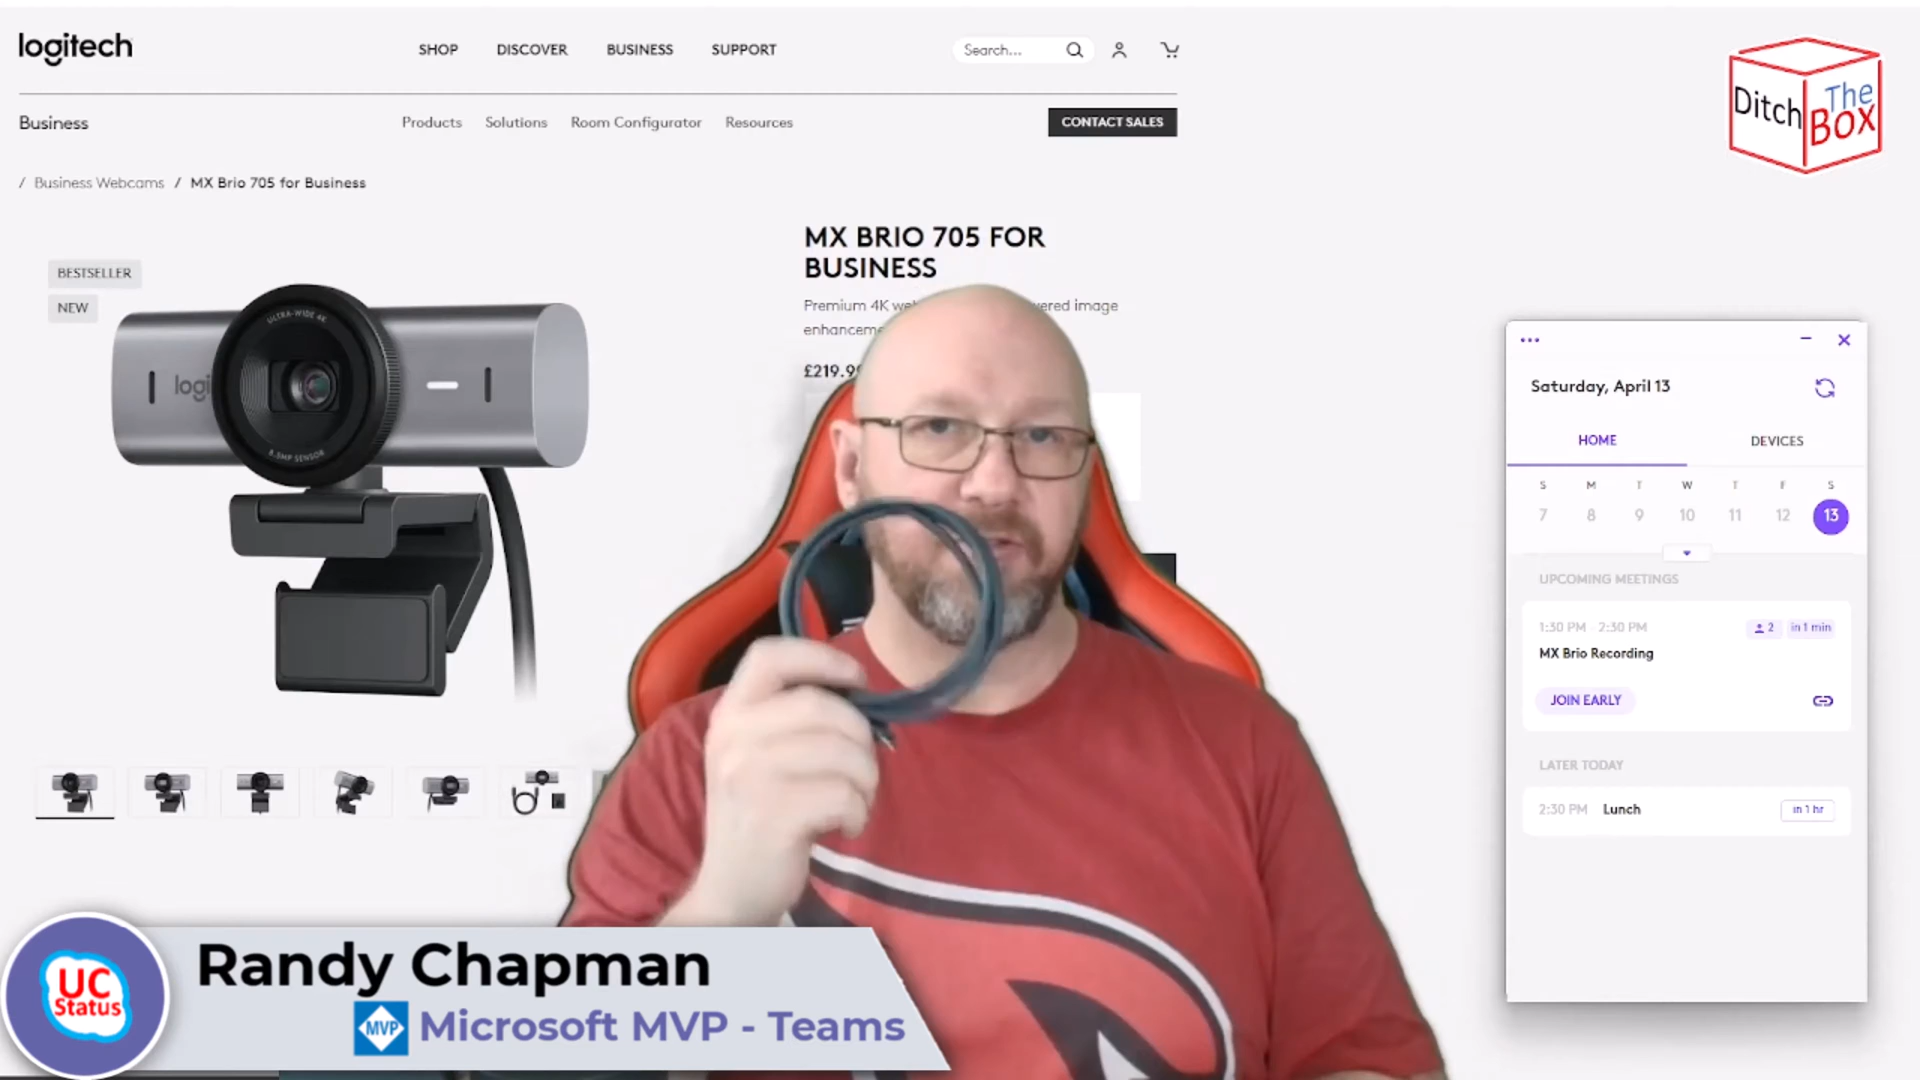 logitech
SHOP DISCOVER BUSINESS SUPPORT
Search...
Business
Products Solutions Room Configurator Resources
CONTACT SALES
Ditch The BOX
/ Business Webcams / MX Brio 705 for Business
BESTSELLER
NEW
ULTRA-WIDE 4K
logi
8.5MP SENSOR
MX BRIO 705 FOR
BUSINESS
Premium 4K ered image
enhanceme
£219.9
Saturday, April 13
HOME DEVICES
S M T W T F S
7 8 9 10 11 12 13
UPCOMING MEETINGS
1:30 PM - 2:30 PM 2 in 1 min
MX Brio Recording
JOIN EARLY
LATER TODAY
2:30 PM Lunch in 1 hr
UC
Status
Randy Chapman
MVP Microsoft MVP - Teams